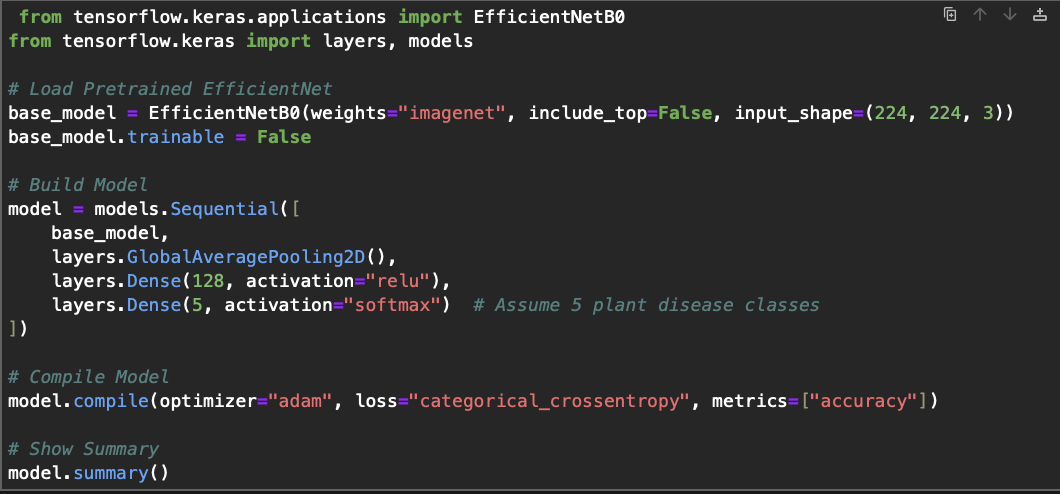 from tensorflow.keras.applications import EfficientNetB0
from tensorflow.keras import layers, models
# Load Pretrained EfficientNet
base_model = EfficientNetB0(weights="imagenet", include_top=False, input_shape=(224, 224, 3))
base_model.trainable = False
# Build Model
model = models.Sequential([
    base_model,
    layers.GlobalAveragePooling2D(),
    layers.Dense(128, activation="relu"),
    layers.Dense(5, activation="softmax")  # Assume 5 plant disease classes
])
# Compile Model
model.compile(optimizer="adam", loss="categorical_crossentropy", metrics=["accuracy"])
# Show Summary
model.summary()